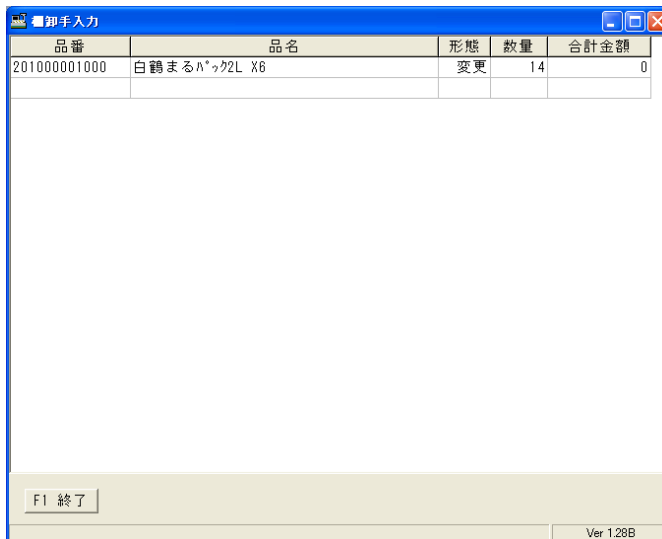 棚卸手入力
品番 品名 形態 数量 合計金額
201000001000 白鶴まるﾊﾟｯｸ2L X6 変更 14 0
F1 終了
Ver 1.28B